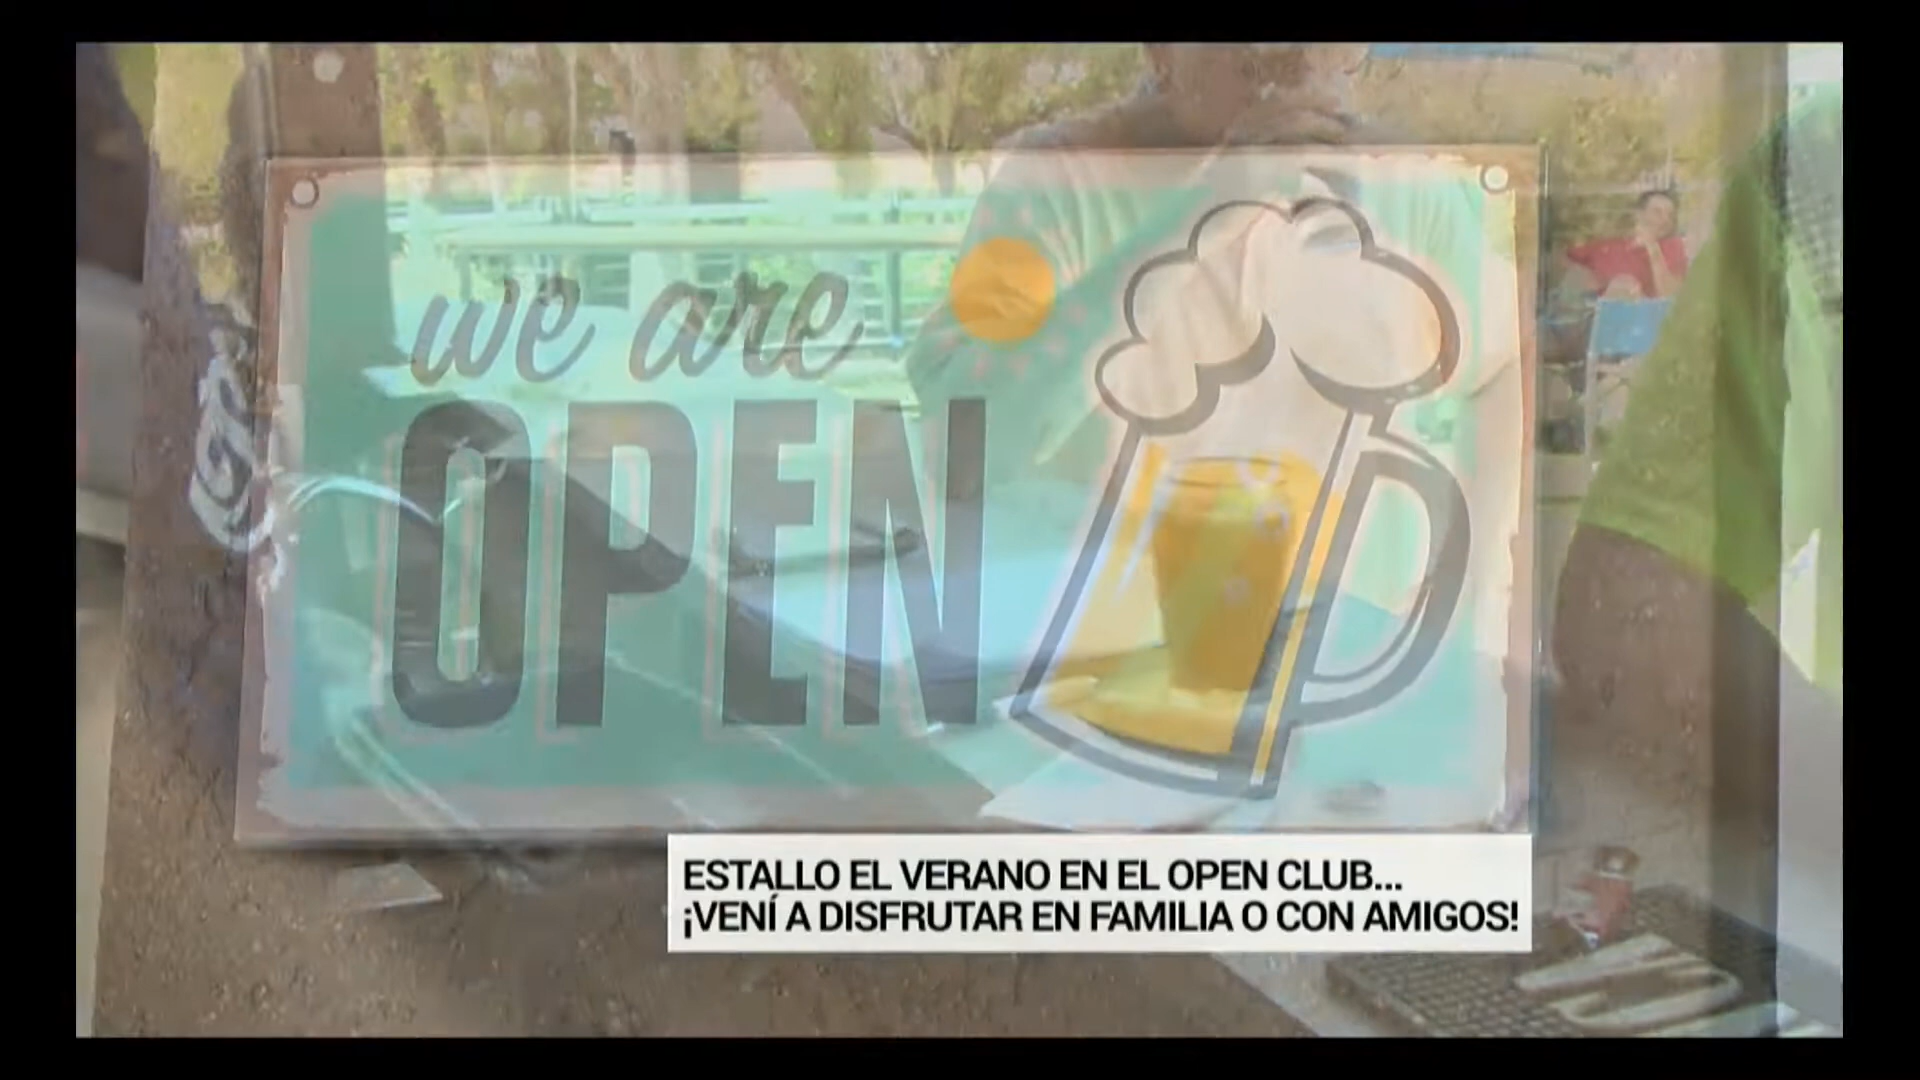 we are
OPEN
ESTALLO EL VERANO EN EL OPEN CLUB...
¡VENÍ A DISFRUTAR EN FAMILIA O CON AMIGOS!